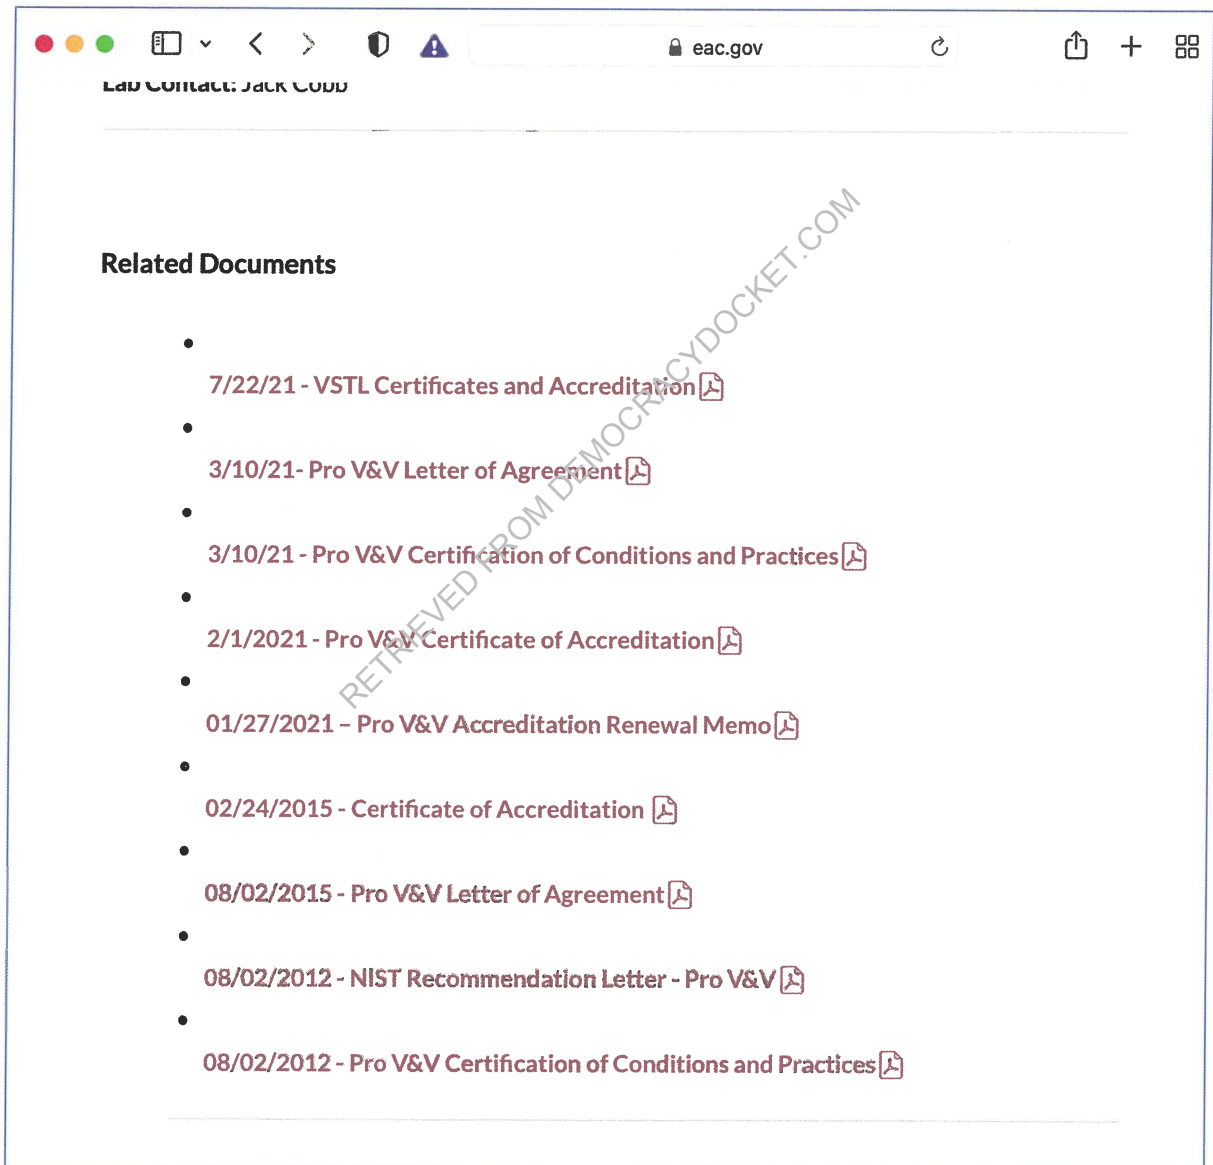 eac.gov
Lab Contact: Jack Cobb
Related Documents
7/22/21 - VSTL Certificates and Accreditation
3/10/21- Pro V&V Letter of Agreement
3/10/21 - Pro V&V Certification of Conditions and Practices
2/1/2021 - Pro V&V Certificate of Accreditation
01/27/2021 – Pro V&V Accreditation Renewal Memo
02/24/2015 - Certificate of Accreditation
08/02/2015 - Pro V&V Letter of Agreement
08/02/2012 - NIST Recommendation Letter - Pro V&V
08/02/2012 - Pro V&V Certification of Conditions and Practices
RETRIEVED FROM DEMOCRACYDOCKET.COM